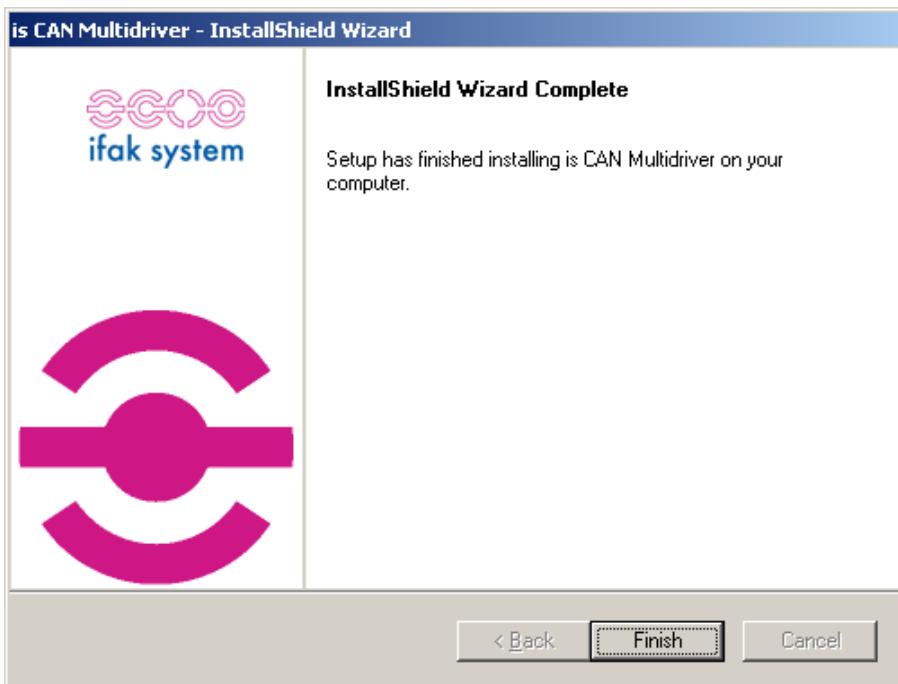 is CAN Multidriver - InstallShield Wizard
ifak system
InstallShield Wizard Complete
Setup has finished installing is CAN Multidriver on your
computer.
< Back
Finish
Cancel